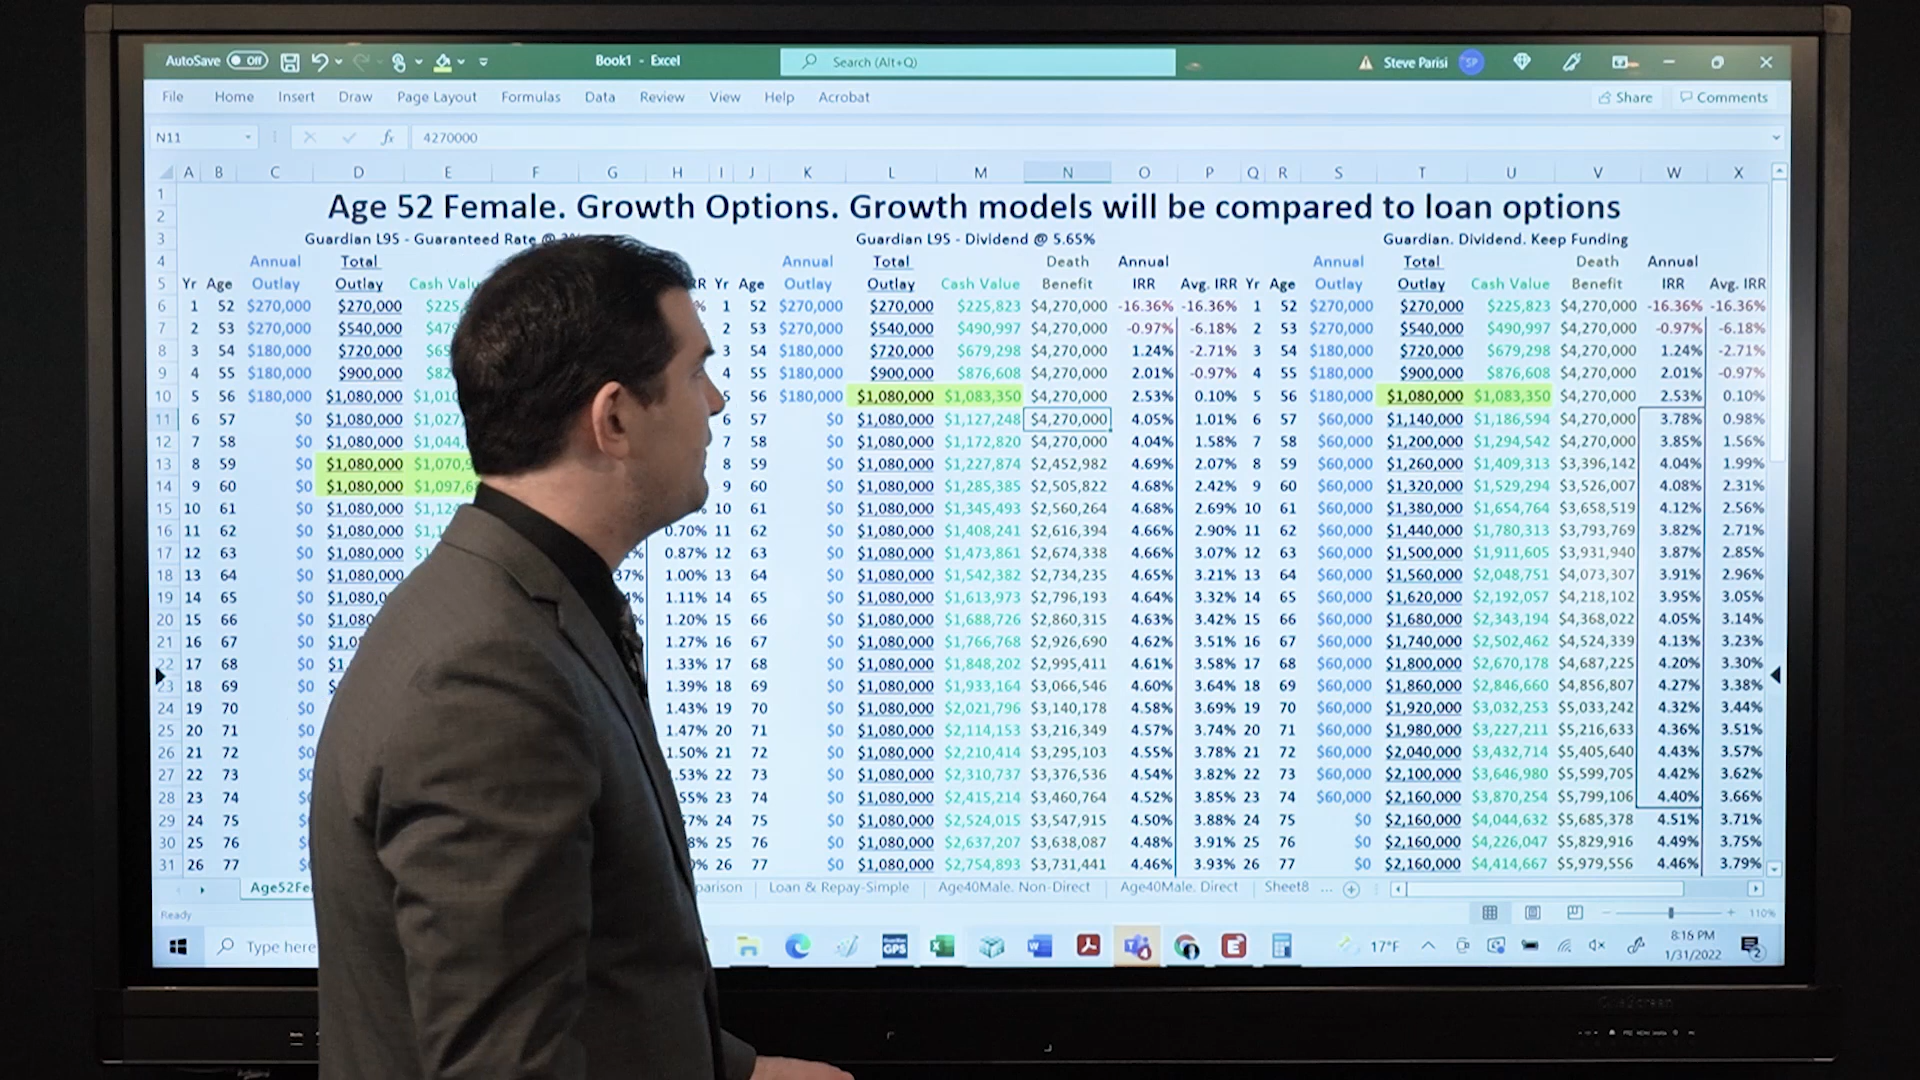 AutoSave Off Book1 - Excel Search (Alt+Q) Steve Parisi SP
File Home Insert Draw Page Layout Formulas Data Review View Help Acrobat Share Comments
N11 fx 4270000
A B C D E F G H I J K L M N O P Q R S T U V W X
1
2 Age 52 Female. Growth Options. Growth models will be compared to loan options
3 Guardian L95 - Guaranteed Rate @ Guardian L95 - Dividend @ 5.65% Guardian. Dividend. Keep Funding
4 Annual Total Annual Total Death Annual Annual Total Death Annual
5 Yr Age Outlay Outlay Cash Yr Age Outlay Outlay Cash Value Benefit IRR Avg. IRR Yr Age Outlay Outlay Cash Value Benefit IRR Avg. IRR
6 1 52 $270,000 $270,000 1 52 $270,000 $270,000 $225,823 $4,270,000 -16.36% -16.36% 1 52 $270,000 $270,000 $225,823 $4,270,000 -16.36% -16.36%
7 2 53 $270,000 $540,000 2 53 $270,000 $540,000 $490,997 $4,270,000 -0.97% -6.18% 2 53 $270,000 $540,000 $490,997 $4,270,000 -0.97% -6.18%
8 3 54 $180,000 $720,000 3 54 $180,000 $720,000 $679,298 $4,270,000 1.24% -2.71% 3 54 $180,000 $720,000 $679,298 $4,270,000 1.24% -2.71%
9 4 55 $180,000 $900,000 4 55 $180,000 $900,000 $876,608 $4,270,000 2.01% -0.97% 4 55 $180,000 $900,000 $876,608 $4,270,000 2.01% -0.97%
10 5 56 $180,000 $1,080,000 5 56 $180,000 $1,080,000 $1,083,350 $4,270,000 2.53% 0.10% 5 56 $180,000 $1,080,000 $1,083,350 $4,270,000 2.53% 0.10%
11 6 57 $0 $1,080,000 6 57 $0 $1,080,000 $1,127,248 $4,270,000 4.05% 1.01% 6 57 $60,000 $1,140,000 $1,186,594 $4,270,000 3.78% 0.98%
12 7 58 $0 $1,080,000 7 58 $0 $1,080,000 $1,172,820 $4,270,000 4.04% 1.58% 7 58 $60,000 $1,200,000 $1,294,542 $4,270,000 3.85% 1.56%
13 8 59 $0 $1,080,000 8 59 $0 $1,080,000 $1,227,874 $2,452,982 4.69% 2.07% 8 59 $60,000 $1,260,000 $1,409,313 $3,396,142 4.04% 1.99%
14 9 60 $0 $1,080,000 9 60 $0 $1,080,000 $1,285,385 $2,505,822 4.68% 2.42% 9 60 $60,000 $1,320,000 $1,529,294 $3,526,007 4.08% 2.31%
15 10 61 $0 $1,080,000 10 61 $0 $1,080,000 $1,345,493 $2,560,264 4.68% 2.69% 10 61 $60,000 $1,380,000 $1,654,764 $3,658,519 4.12% 2.56%
16 11 62 $0 $1,080,000 0.70% 11 62 $0 $1,080,000 $1,408,241 $2,616,394 4.66% 2.90% 11 62 $60,000 $1,440,000 $1,780,313 $3,793,769 3.82% 2.71%
17 12 63 $0 $1,080,000 0.87% 12 63 $0 $1,080,000 $1,473,861 $2,674,338 4.66% 3.07% 12 63 $60,000 $1,500,000 $1,911,605 $3,931,940 3.87% 2.85%
18 13 64 $0 $1,080,000 1.00% 13 64 $0 $1,080,000 $1,542,382 $2,734,235 4.65% 3.21% 13 64 $60,000 $1,560,000 $2,048,751 $4,073,307 3.91% 2.96%
19 14 65 $0 1.11% 14 65 $0 $1,080,000 $1,613,973 $2,796,193 4.64% 3.32% 14 65 $60,000 $1,620,000 $2,192,057 $4,218,102 3.95% 3.05%
20 15 66 $0 1.20% 15 66 $0 $1,080,000 $1,688,726 $2,860,315 4.63% 3.42% 15 66 $60,000 $1,680,000 $2,343,194 $4,368,022 4.05% 3.14%
21 16 67 $0 1.27% 16 67 $0 $1,080,000 $1,766,768 $2,926,690 4.62% 3.51% 16 67 $60,000 $1,740,000 $2,502,462 $4,524,339 4.13% 3.23%
22 17 68 $0 1.33% 17 68 $0 $1,080,000 $1,848,202 $2,995,411 4.61% 3.58% 17 68 $60,000 $1,800,000 $2,670,178 $4,687,225 4.20% 3.30%
23 18 69 $0 1.39% 18 69 $0 $1,080,000 $1,933,164 $3,066,546 4.60% 3.64% 18 69 $60,000 $1,860,000 $2,846,660 $4,856,807 4.27% 3.38%
24 19 70 $0 1.43% 19 70 $0 $1,080,000 $2,021,796 $3,140,178 4.58% 3.69% 19 70 $60,000 $1,920,000 $3,032,253 $5,033,242 4.32% 3.44%
25 20 71 $0 1.47% 20 71 $0 $1,080,000 $2,114,153 $3,216,349 4.57% 3.74% 20 71 $60,000 $1,980,000 $3,227,211 $5,216,633 4.36% 3.51%
26 21 72 $0 1.50% 21 72 $0 $1,080,000 $2,210,414 $3,295,103 4.55% 3.78% 21 72 $60,000 $2,040,000 $3,432,714 $5,405,640 4.43% 3.57%
27 22 73 22 73 $0 $1,080,000 $2,310,737 $3,376,536 4.54% 3.82% 22 73 $60,000 $2,100,000 $3,646,980 $5,599,705 4.42% 3.62%
28 23 74 23 74 $0 $1,080,000 $2,415,214 $3,460,764 4.52% 3.85% 23 74 $60,000 $2,160,000 $3,870,254 $5,799,106 4.40% 3.66%
29 24 75 24 75 $0 $1,080,000 $2,524,015 $3,547,915 4.50% 3.88% 24 75 $0 $2,160,000 $4,044,632 $5,685,378 4.51% 3.71%
30 25 76 25 76 $0 $1,080,000 $2,637,207 $3,638,087 4.48% 3.91% 25 76 $0 $2,160,000 $4,226,047 $5,829,916 4.49% 3.75%
31 26 77 26 77 $0 $1,080,000 $2,754,893 $3,731,441 4.46% 3.93% 26 77 $0 $2,160,000 $4,414,667 $5,979,556 4.46% 3.79%
Age52Fe parison Loan & Repay-Simple Age40Male. Non-Direct Age40Male. Direct Sheet8 ...
Ready 110%
Type here GPS 17°F 8:16 PM
1/31/2022 2